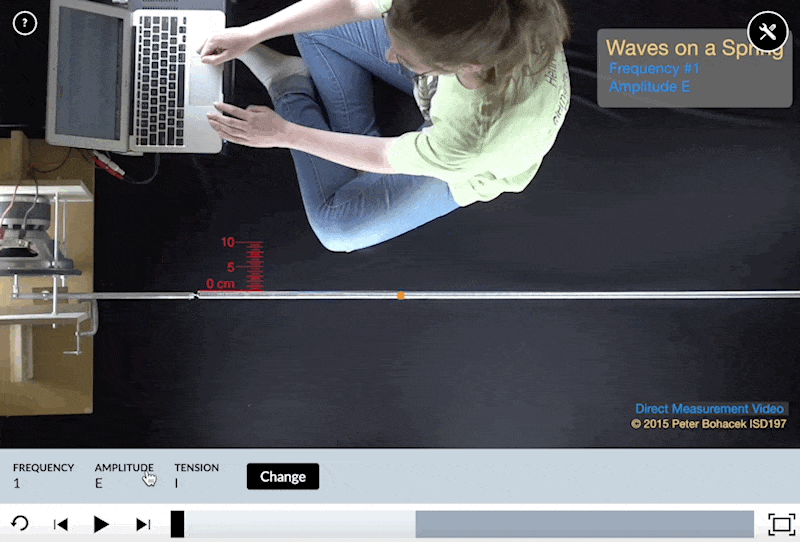 ?
Waves on a Spring
Frequency #1
Amplitude E
10
5
0 cm
Direct Measurement Video
© 2015 Peter Bohacek ISD197
FREQUENCY AMPLITUDE TENSION
1 E I
Change